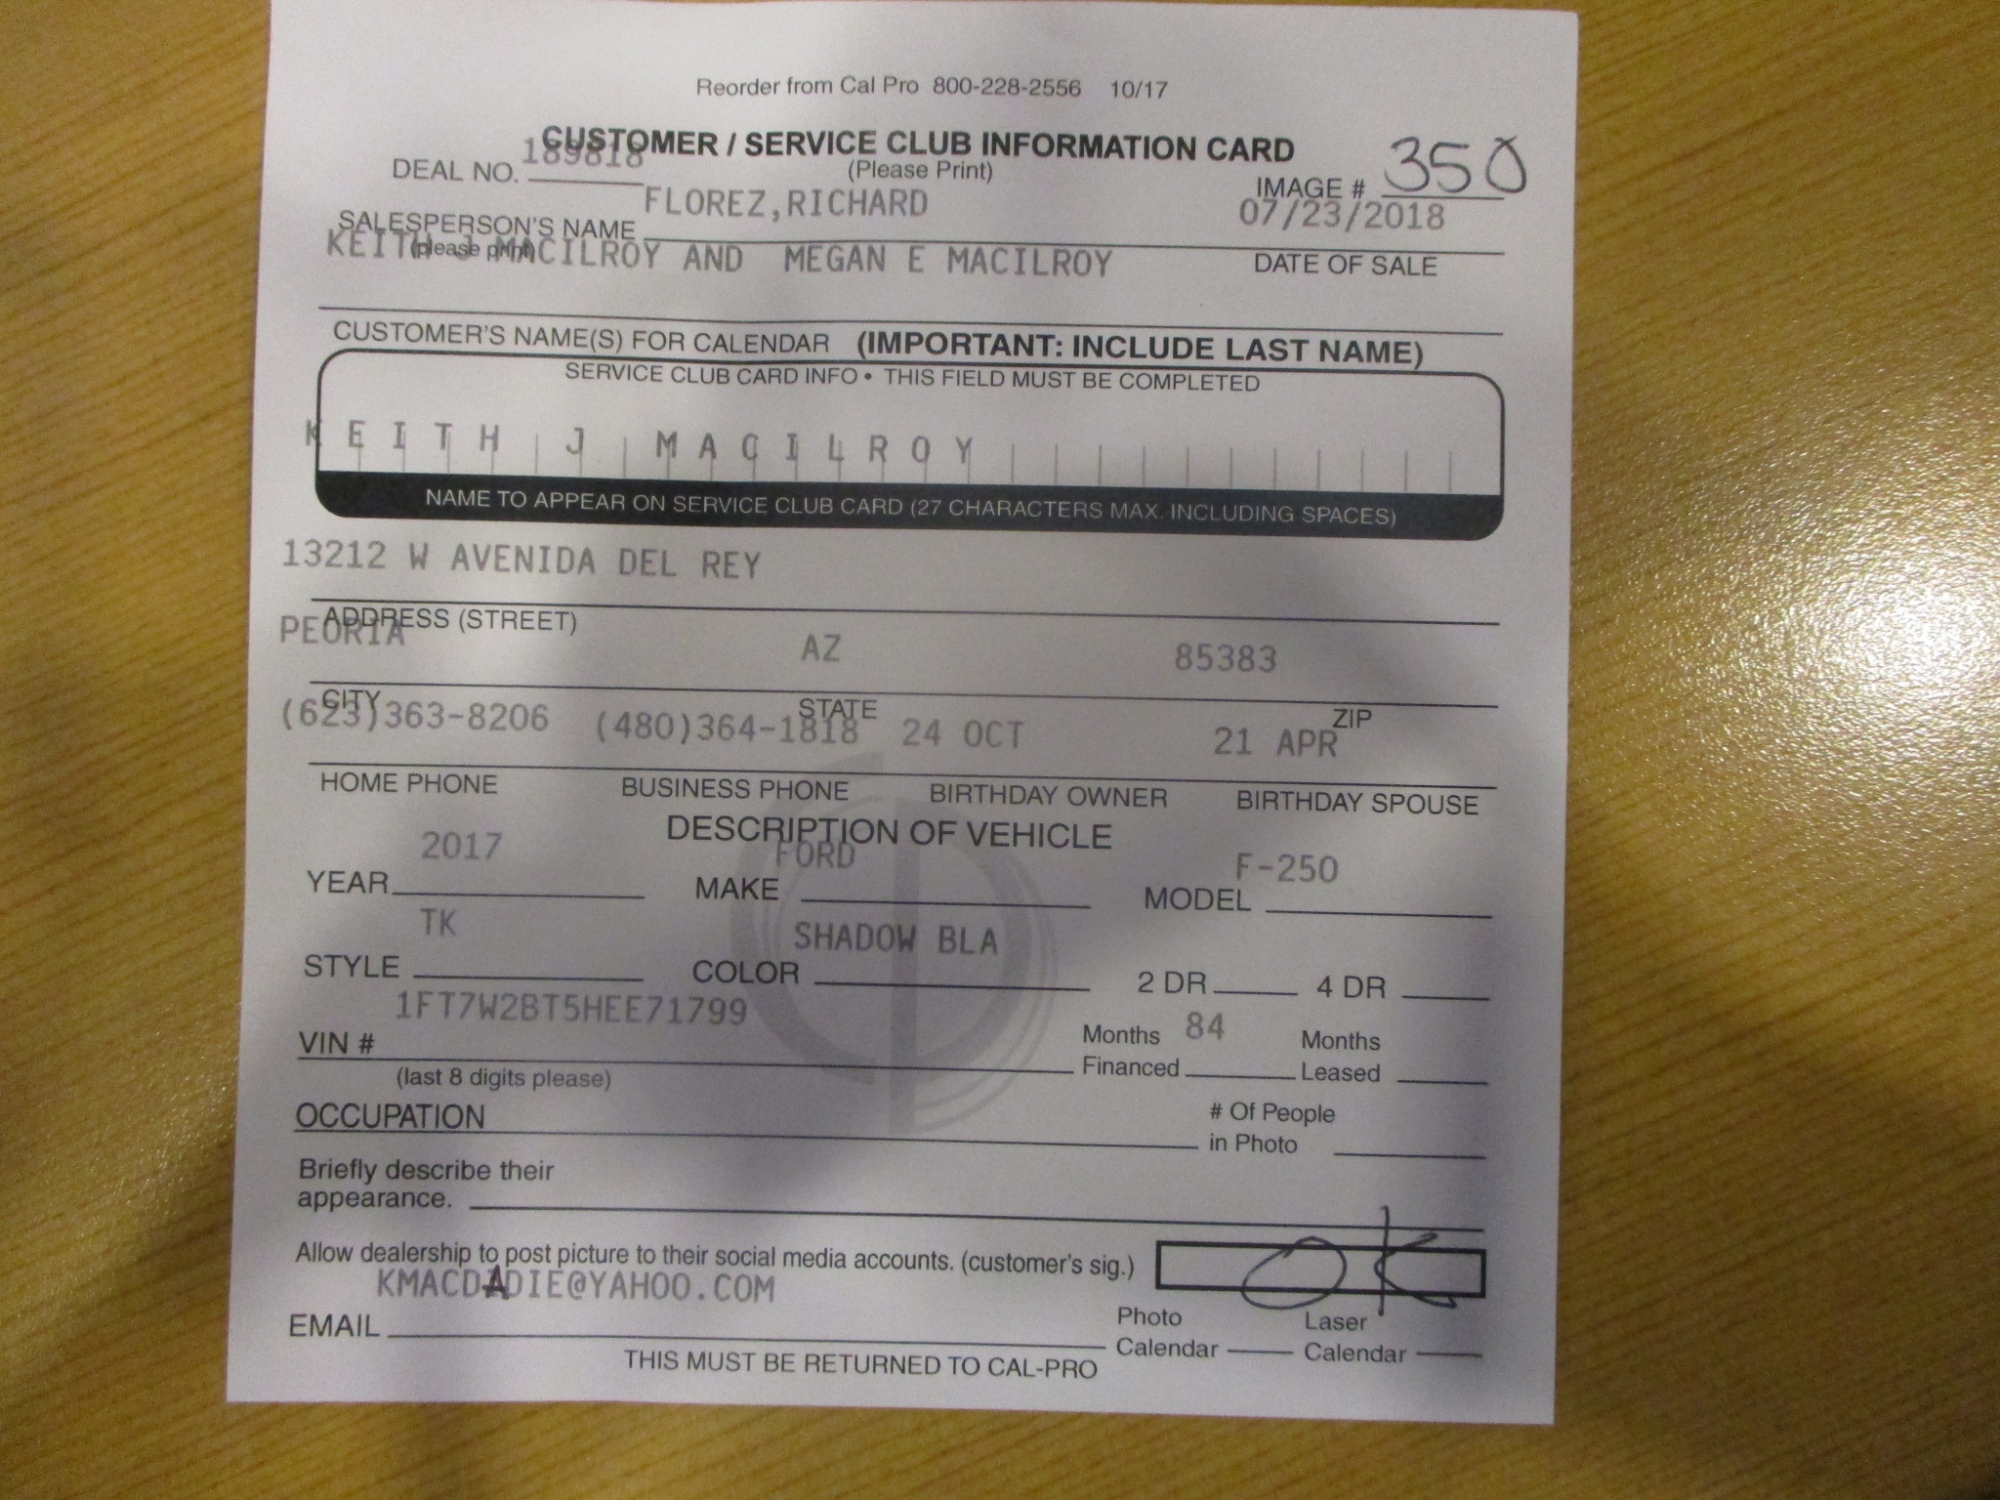 Reorder from Cal Pro 800-228-2556 10/17
CUSTOMER / SERVICE CLUB INFORMATION CARD
(Please Print)
DEAL NO. 189818
IMAGE # 350
SALESPERSON'S NAME FLOREZ,RICHARD
(please print)
07/23/2018
DATE OF SALE
KEITH J MACILROY AND MEGAN E MACILROY
CUSTOMER'S NAME(S) FOR CALENDAR (IMPORTANT: INCLUDE LAST NAME)
SERVICE CLUB CARD INFO • THIS FIELD MUST BE COMPLETED
KEITH J MACILROY
NAME TO APPEAR ON SERVICE CLUB CARD (27 CHARACTERS MAX. INCLUDING SPACES)
13212 W AVENIDA DEL REY
ADDRESS (STREET)
PEORIA AZ 85383
CITY STATE ZIP
(623)363-8206 (480)364-1818 24 OCT 21 APR
HOME PHONE BUSINESS PHONE BIRTHDAY OWNER BIRTHDAY SPOUSE
DESCRIPTION OF VEHICLE
YEAR 2017 MAKE FORD MODEL F-250
STYLE TK COLOR SHADOW BLA 2 DR 4 DR
VIN # 1FT7W2BT5HEE71799
(last 8 digits please)
Months Financed 84 Months Leased
OCCUPATION
# Of People in Photo
Briefly describe their
appearance.
Allow dealership to post picture to their social media accounts. (customer's sig.) OK
EMAIL KMACDADIE@YAHOO.COM
Photo Calendar Laser Calendar
THIS MUST BE RETURNED TO CAL-PRO